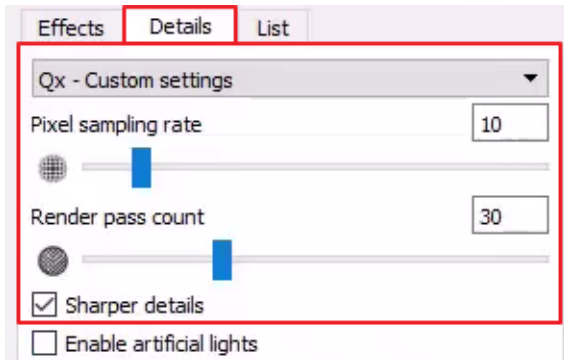 Effects Details List
Qx - Custom settings
Pixel sampling rate 10
Render pass count 30
Sharper details
Enable artificial lights